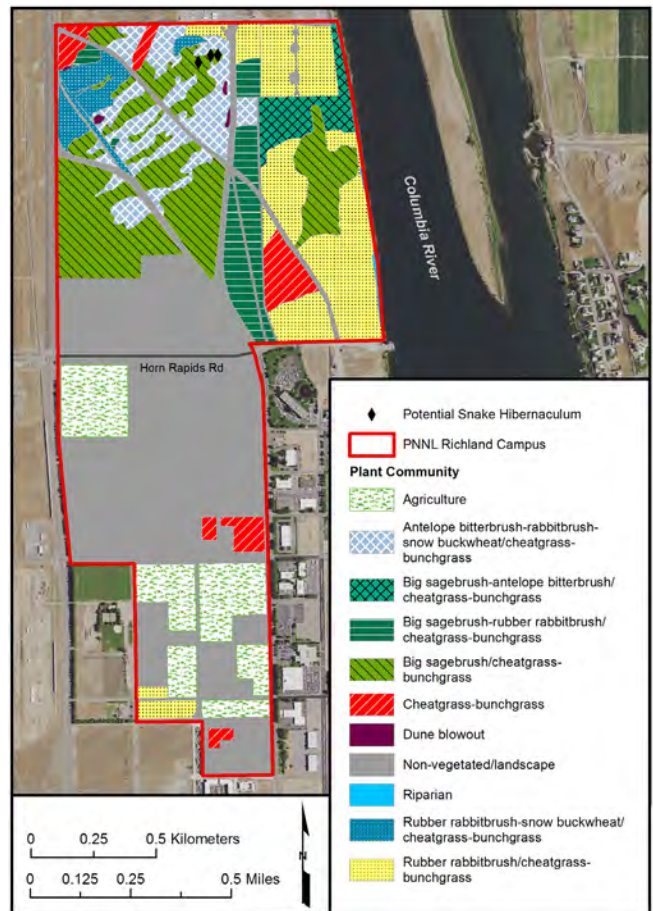 Columbia River
Horn Rapids Rd
Potential Snake Hibernaculum
PNNL Richland Campus
Plant Community
Agriculture
Antelope bitterbrush-rabbitbrush-
snow buckwheat/cheatgrass-
bunchgrass
Big sagebrush-antelope bitterbrush/
cheatgrass-bunchgrass
Big sagebrush-rubber rabbitbrush/
cheatgrass-bunchgrass
Big sagebrush/cheatgrass-
bunchgrass
Cheatgrass-bunchgrass
Dune blowout
Non-vegetated/landscape
Riparian
Rubber rabbitbrush-snow buckwheat/
cheatgrass-bunchgrass
Rubber rabbitbrush/cheatgrass-
bunchgrass
0 0.25 0.5 Kilometers
0 0.125 0.25 0.5 Miles
N